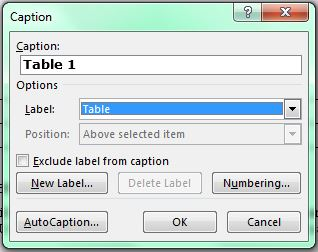 Caption
Caption:
Table 1
Options
Label: Table
Position: Above selected item
Exclude label from caption
New Label... Delete Label Numbering...
AutoCaption... OK Cancel